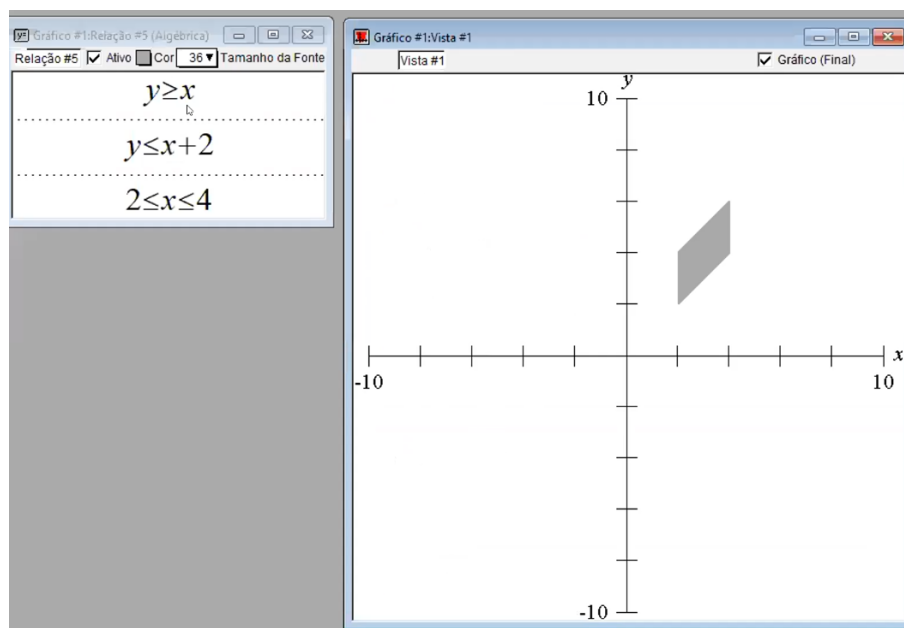 Gráfico #1:Relação #5 (Algébrica)
Relação #5 Ativo Cor 36 Tamanho da Fonte
y≥x
y≤x+2
2≤x≤4
Gráfico #1:Vista #1
Vista #1 Gráfico (Final)
y
10
x
-10
10
-10